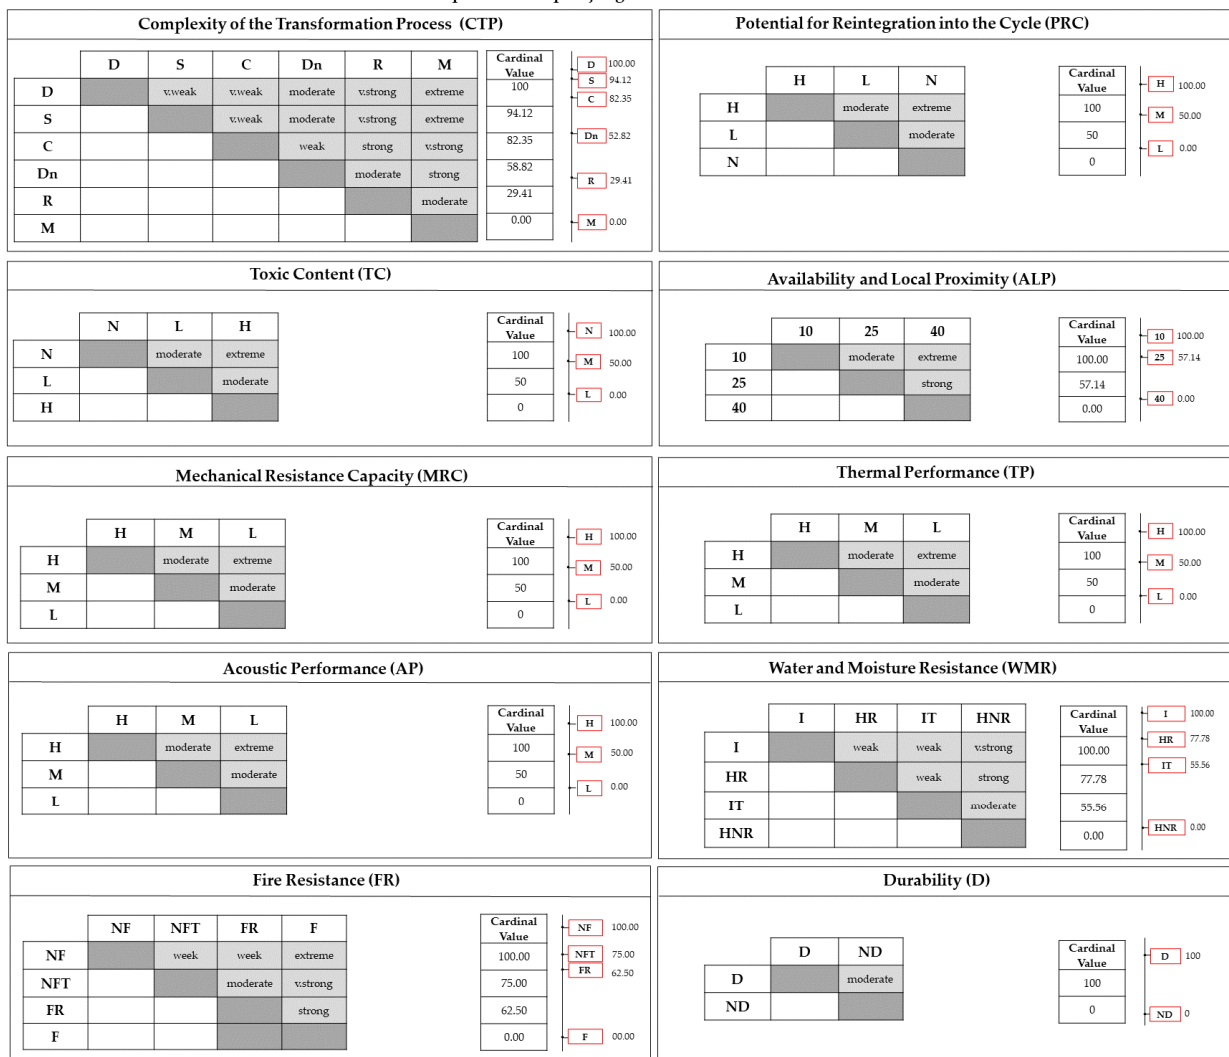 Complexity of the Transformation Process (CTP)
D S C Dn R M
D v.weak v.weak moderate v.strong extreme
S v.weak moderate v.strong extreme
C weak strong v.strong
Dn moderate strong
R moderate
M
Cardinal Value
100
94.12
82.35
58.82
29.41
0.00
D 100.00
S 94.12
C 82.35
Dn 52.82
R 29.41
M 0.00
Potential for Reintegration into the Cycle (PRC)
H L N
H moderate extreme
L moderate
N
Cardinal Value
100
50
0
H 100.00
M 50.00
L 0.00
Toxic Content (TC)
N L H
N moderate extreme
L moderate
H
Cardinal Value
100
50
0
N 100.00
M 50.00
L 0.00
Availability and Local Proximity (ALP)
10 25 40
10 moderate extreme
25 strong
40
Cardinal Value
100.00
57.14
0.00
10 100.00
25 57.14
40 0.00
Mechanical Resistance Capacity (MRC)
H M L
H moderate extreme
M moderate
L
Cardinal Value
100
50
0
H 100.00
M 50.00
L 0.00
Thermal Performance (TP)
H M L
H moderate extreme
M moderate
L
Cardinal Value
100
50
0
H 100.00
M 50.00
L 0.00
Acoustic Performance (AP)
H M L
H moderate extreme
M moderate
L
Cardinal Value
100
50
0
H 100.00
M 50.00
L 0.00
Water and Moisture Resistance (WMR)
I HR IT HNR
I weak weak v.strong
HR weak strong
IT moderate
HNR
Cardinal Value
100.00
77.78
55.56
0.00
I 100.00
HR 77.78
IT 55.56
HNR 0.00
Fire Resistance (FR)
NF NFT FR F
NF week week extreme
NFT moderate v.strong
FR strong
F
Cardinal Value
100.00
75.00
62.50
0.00
NF 100.00
NFT 75.00
FR 62.50
F 00.00
Durability (D)
D ND
D moderate
ND
Cardinal Value
100
0
D 100
ND 0